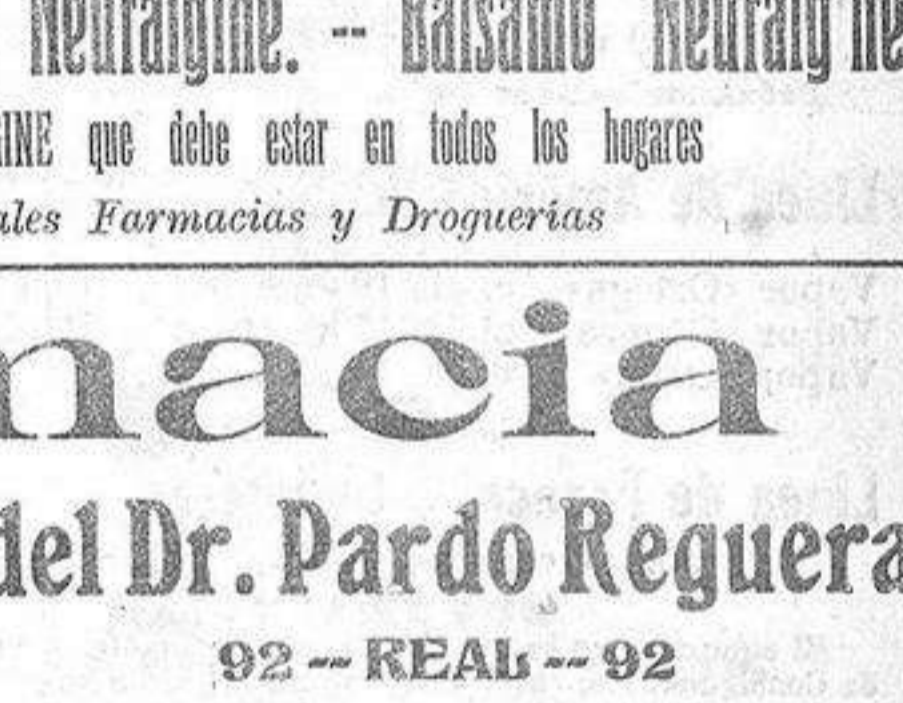 Neuralgine. -- Bálsamo Neuralgine
INE que debe estar en todos los hogares
ales Farmacias y Droguerías
macia
del Dr. Pardo Reguera
92 -- REAL -- 92